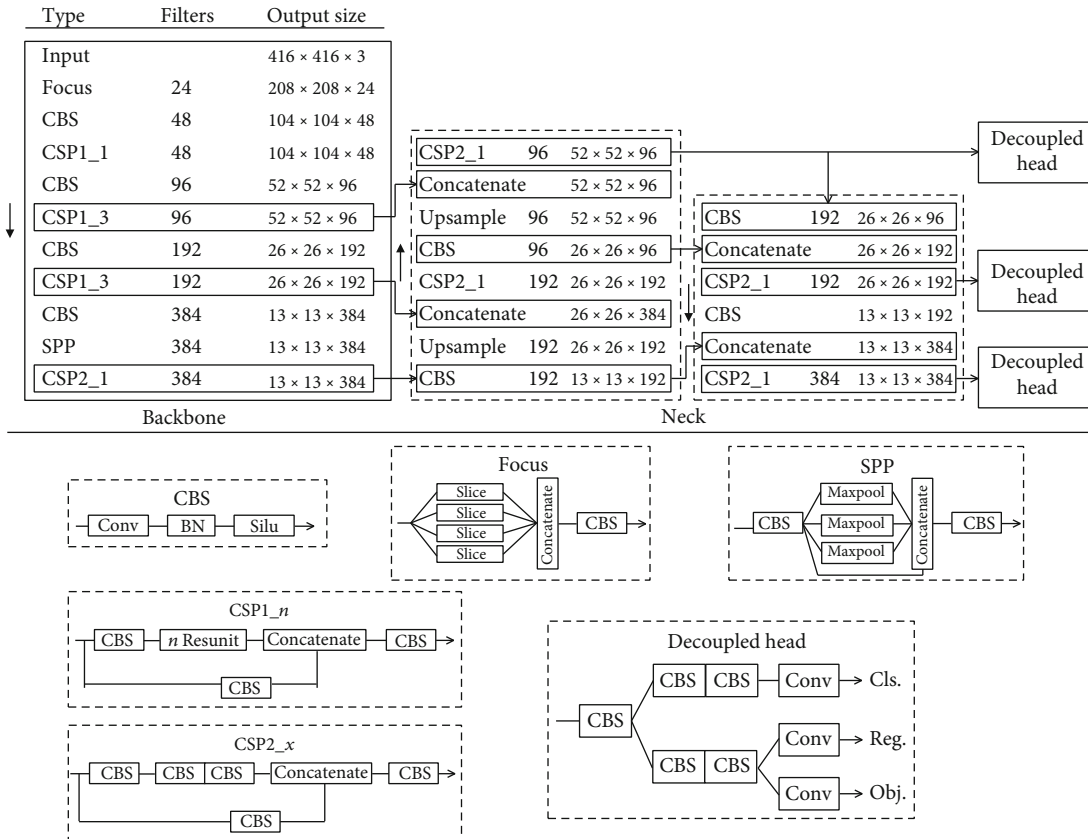 Type Filters Output size
Input 416 × 416 × 3
Focus 24 208 × 208 × 24
CBS 48 104 × 104 × 48
CSP1_1 48 104 × 104 × 48
CBS 96 52 × 52 × 96
CSP1_3 96 52 × 52 × 96
CBS 192 26 × 26 × 192
CSP1_3 192 26 × 26 × 192
CBS 384 13 × 13 × 384
SPP 384 13 × 13 × 384
CSP2_1 384 13 × 13 × 384
Backbone
CSP2_1 96 52 × 52 × 96
Concatenate 52 × 52 × 96
Upsample 96 52 × 52 × 96
CBS 96 26 × 26 × 96
CSP2_1 192 26 × 26 × 192
Concatenate 26 × 26 × 384
Upsample 192 26 × 26 × 192
CBS 192 13 × 13 × 192
CBS 192 26 × 26 × 96
Concatenate 26 × 26 × 192
CSP2_1 192 26 × 26 × 192
CBS 13 × 13 × 192
Concatenate 13 × 13 × 384
CSP2_1 384 13 × 13 × 384
Neck
Decoupled
head
Decoupled
head
Decoupled
head
CBS
Conv BN Silu
Focus
Slice
Slice
Slice
Slice
Concatenate
CBS
SPP
CBS
Maxpool
Maxpool
Maxpool
Concatenate
CBS
CSP1_n
CBS n Resunit Concatenate CBS
CBS
CSP2_x
CBS CBS CBS Concatenate CBS
CBS
Decoupled head
CBS
CBS CBS Conv Cls.
CBS CBS
Conv Reg.
Conv Obj.